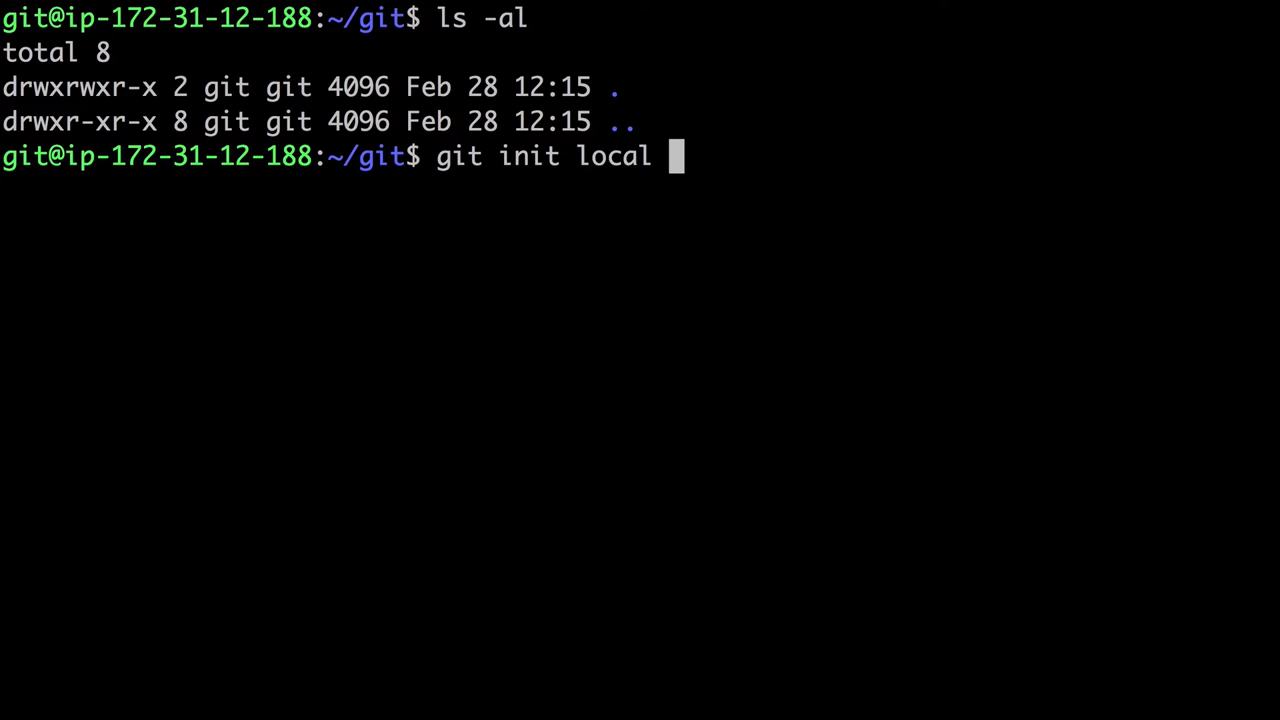 git@ip-172-31-12-188:~/git$ ls -al
total 8
drwxrwxr-x 2 git git 4096 Feb 28 12:15 .
drwxr-xr-x 8 git git 4096 Feb 28 12:15 ..
git@ip-172-31-12-188:~/git$ git init local